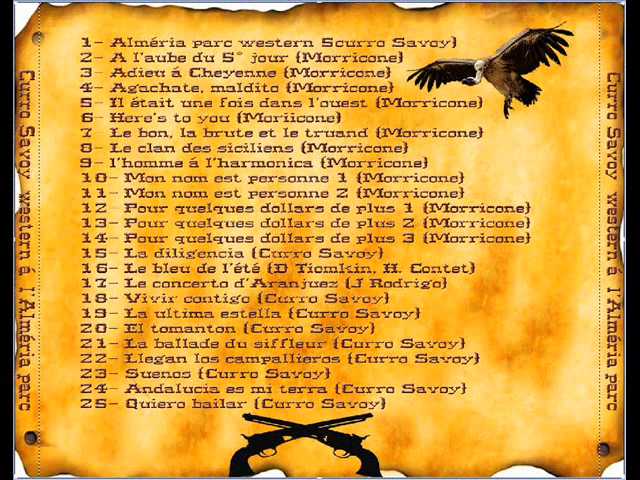 1- Alméria parc western 5curro Savoy)
2- A l'aube du 5° jour (Morricone)
3- Adieu á Cheyenne (Morricone)
4- Agachate, maldito (Morricone)
5- Il était une fois dans l'ouest (Morricone)
6- Here's to you (Moriicone)
7- Le bon, la brute et le truand (Morricone)
8- Le clan des siciliens (Morricone)
9- l'homme á l'harmonica (Morricone)
10- Mon nom est personne 1 (Morricone)
11- Mon nom est personne 2 (Morricone)
12- Pour quelques dollars de plus 1 (Morricone)
13- Pour quelques dollars de plus 2 (Morricone)
14- Pour quelques dollars de plus 3 (Morricone)
15- La diligencia (Curro Savoy)
16- Le bleu de l'été (D Tiomkin, H. Contet)
17- Le concerto d'Aranjuez (J Rodrigo)
18- Vivir contigo (Curro Savoy)
19- La ultima estella (Curro Savoy)
20- El tomanton (Curro Savoy)
21- La ballade du siffleur (Curro Savoy)
22- Llegan los campallieros (Curro Savoy)
23- Suenos (Curro Savoy)
24- Andalucia es mi terra (Curro Savoy)
25- Quiero bailar (Curro Savoy)
Curro Savoy western á l'Alméria parc
Curro Savoy western á l'Alméria parc